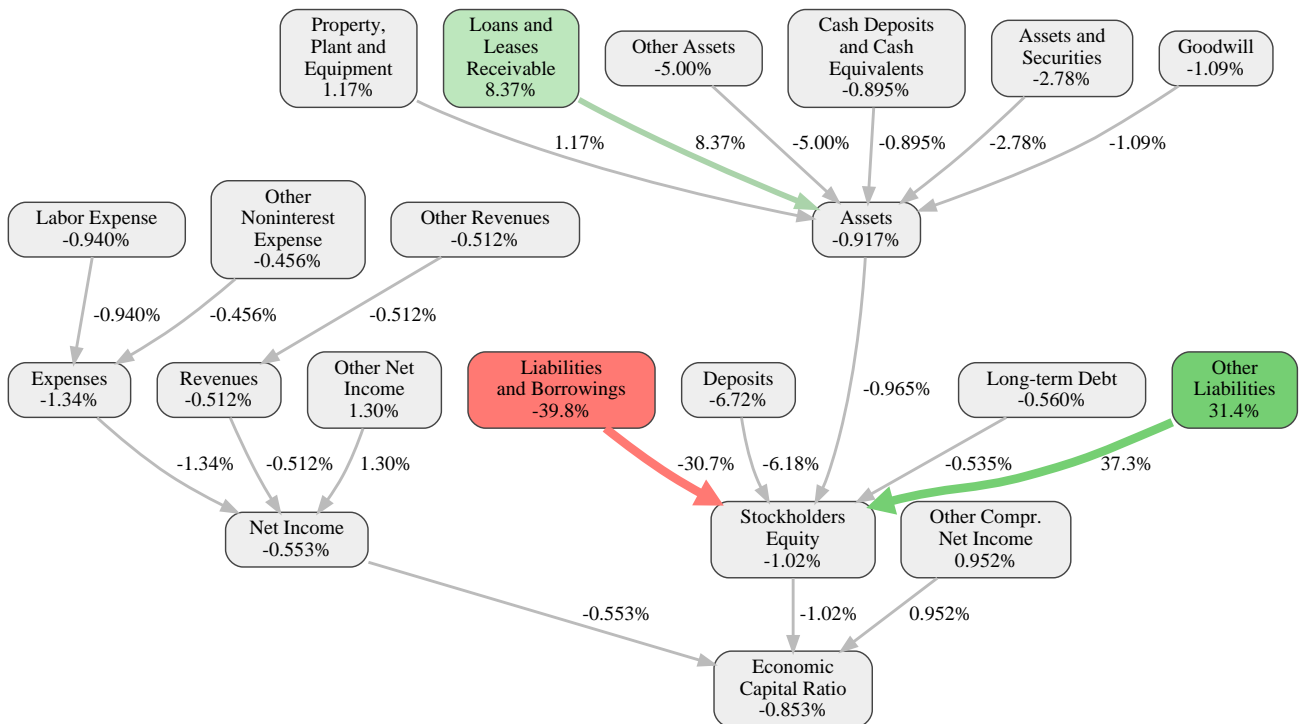 Property,
Plant and
Equipment
1.17%
Loans and
Leases
Receivable
8.37%
Other Assets
-5.00%
Cash Deposits
and Cash
Equivalents
-0.895%
Assets and
Securities
-2.78%
Goodwill
-1.09%
1.17%
8.37%
-5.00%
-0.895%
-2.78%
-1.09%
Labor Expense
-0.940%
Other
Noninterest
Expense
-0.456%
Other Revenues
-0.512%
Assets
-0.917%
-0.940%
-0.456%
-0.512%
-0.965%
Expenses
-1.34%
Revenues
-0.512%
Other Net
Income
1.30%
Liabilities
and Borrowings
-39.8%
Deposits
-6.72%
Long-term Debt
-0.560%
Other
Liabilities
31.4%
-1.34%
-0.512%
1.30%
-30.7%
-6.18%
-0.535%
37.3%
Net Income
-0.553%
Stockholders
Equity
-1.02%
Other Compr.
Net Income
0.952%
-0.553%
-1.02%
0.952%
Economic
Capital Ratio
-0.853%